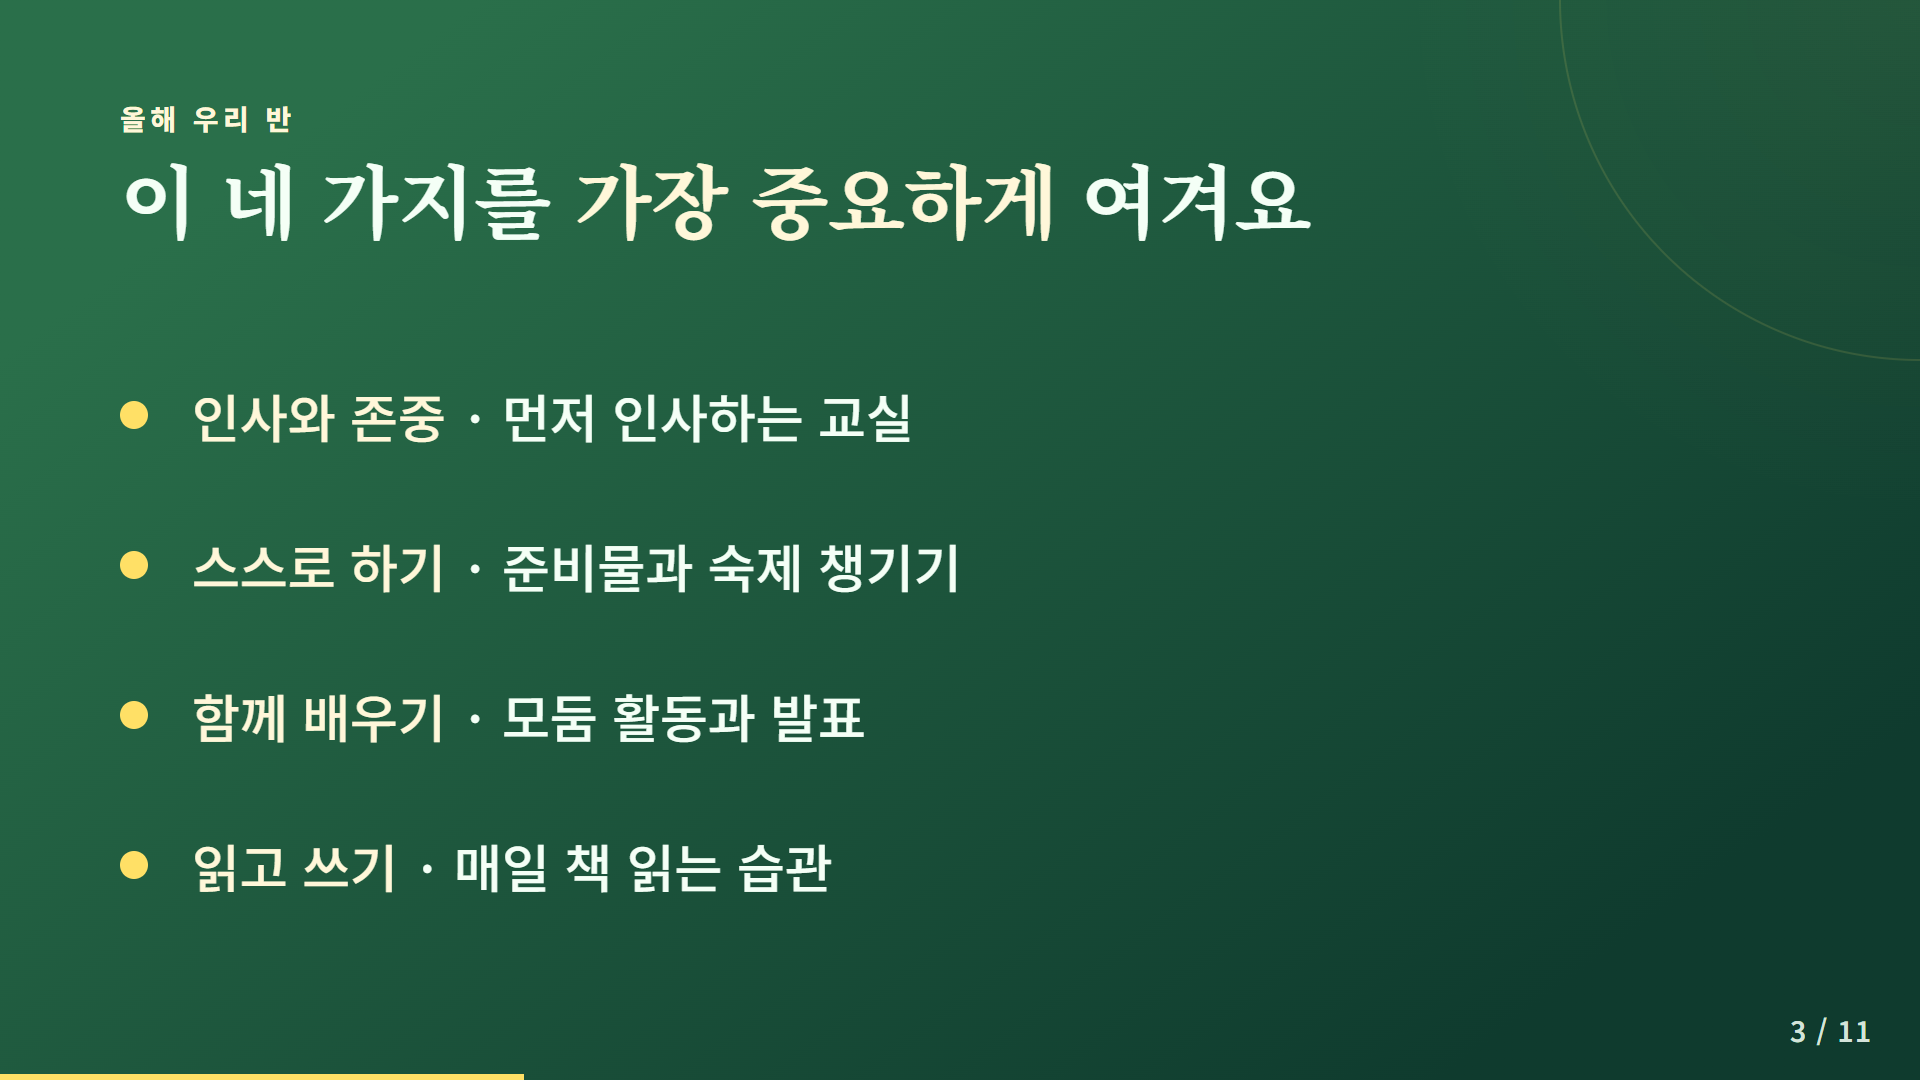 올해 우리 반
이 네 가지를 가장 중요하게 여겨요
인사와 존중 · 먼저 인사하는 교실
스스로 하기 · 준비물과 숙제 챙기기
함께 배우기 · 모둠 활동과 발표
읽고 쓰기 · 매일 책 읽는 습관
3 / 11